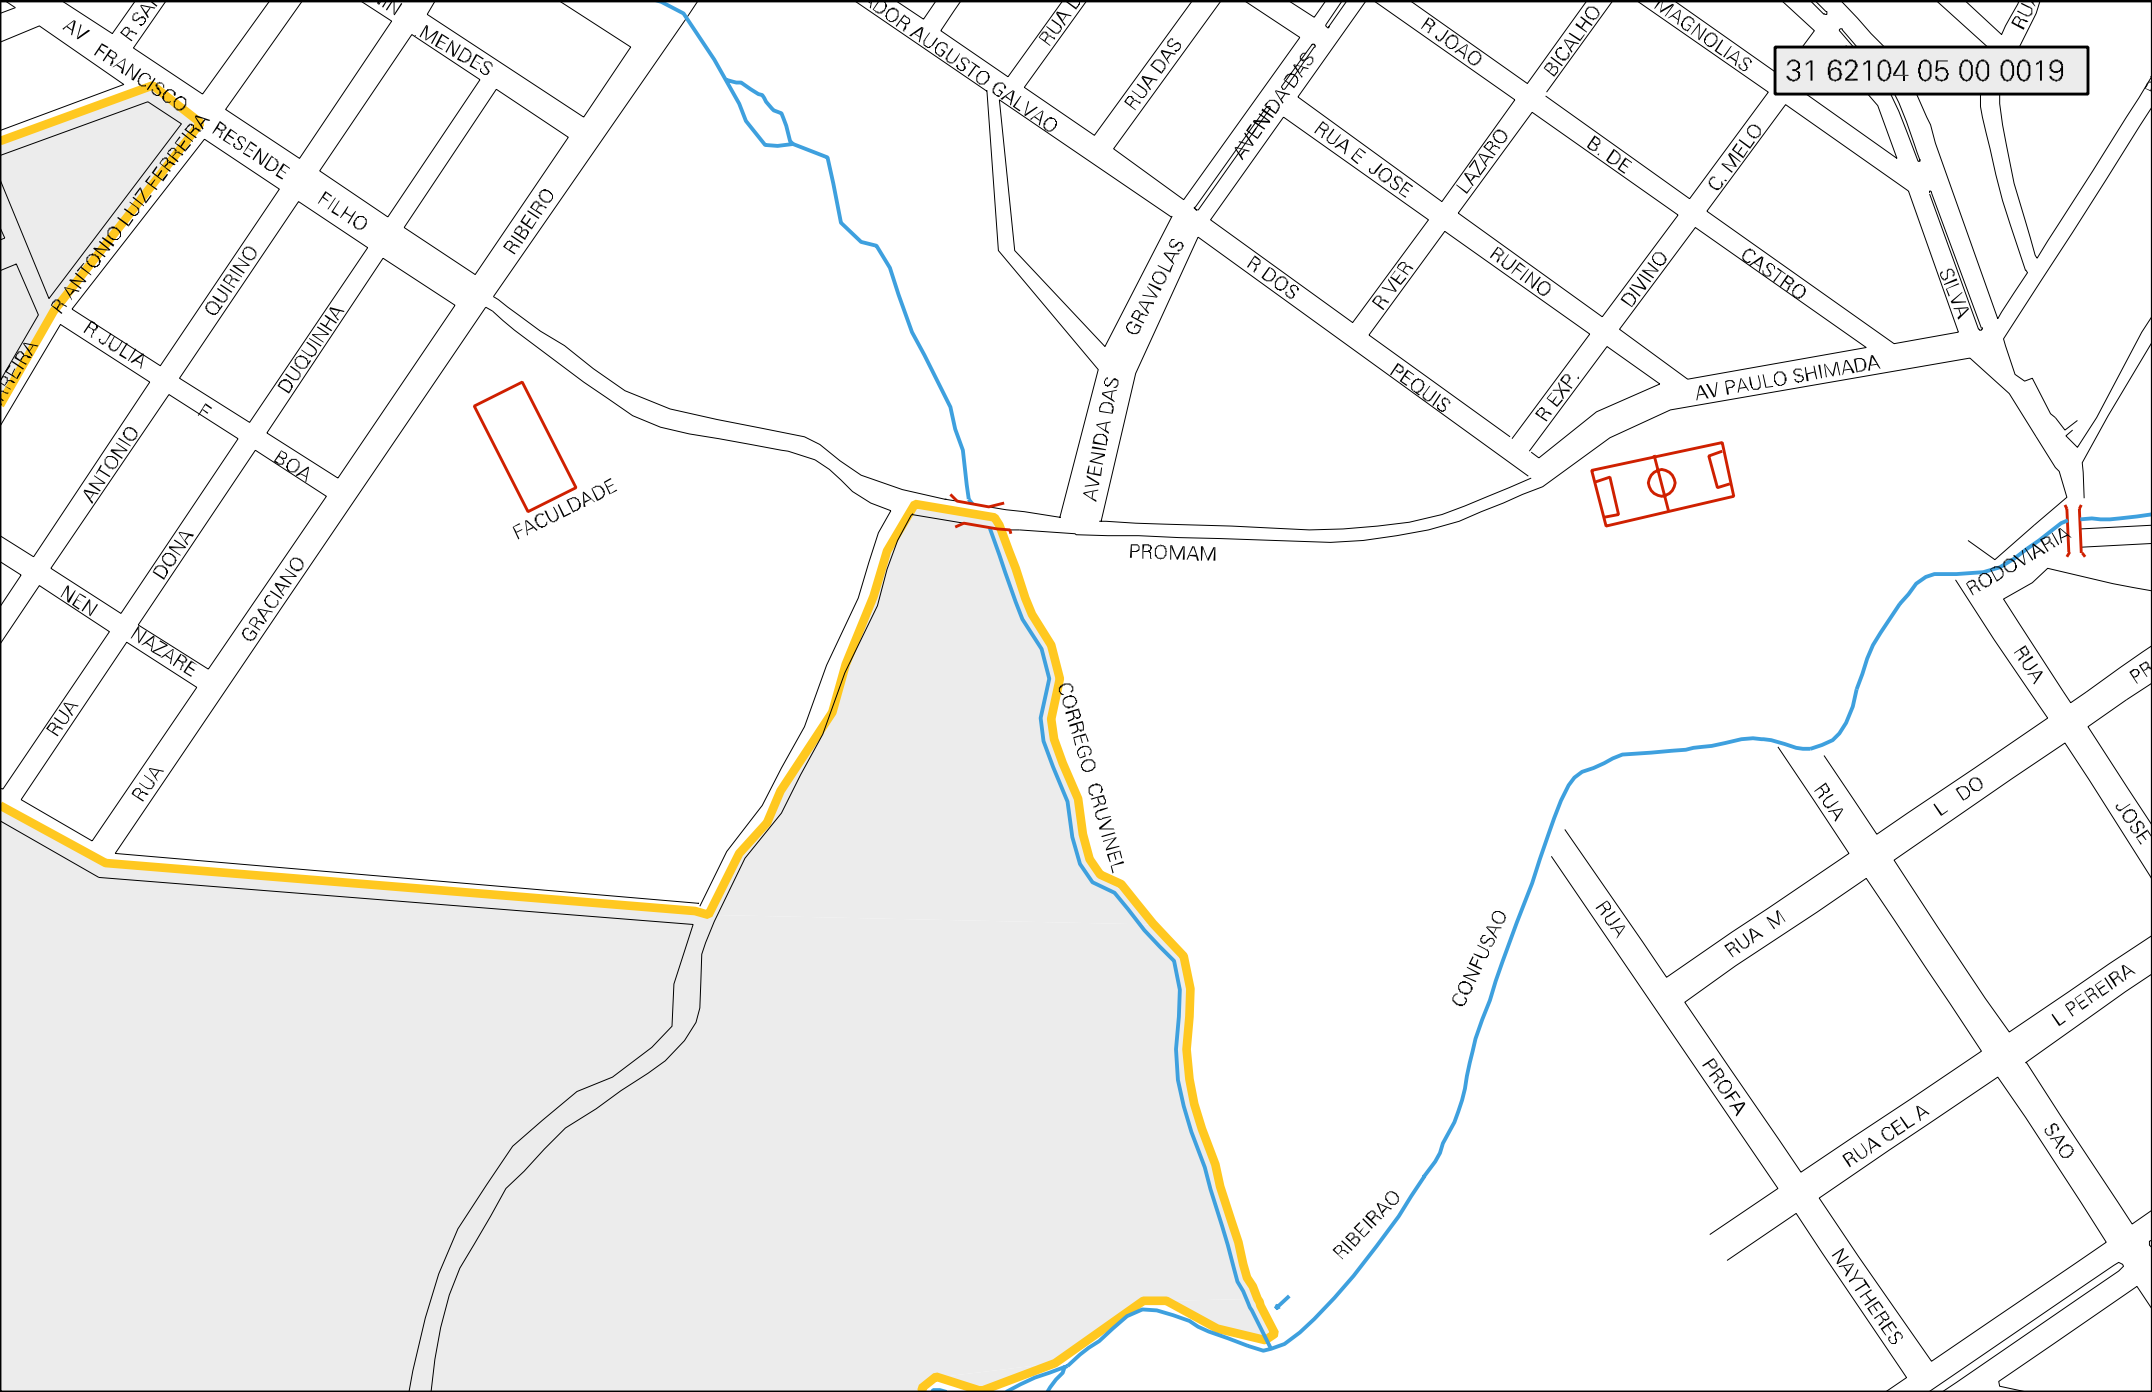 AV FRANCISCO
RESENDE
FILHO
MENDES
RIBEIRO
R ANTONIO LUIZ FERREIRA
QUIRINO
DUQUINHA
R JULIA
F
BOA
ANTONIO
DONA
GRACIANO
NEN
NAZARE
RUA
RUA
FACULDADE
AUGUSTO GALVAO
RUA DAS
AVENIDA DAS
GRAVIOLAS
AVENIDA DAS
R JOAO
BICALHO
MAGNOLIAS
31 62104 05 00 0019
RUA E JOSE
LAZARO
B. DE
C. MELO
R DOS
R VER
RUFINO
DIVINO
CASTRO
SILVA
PEQUIS
R EXP.
AV PAULO SHIMADA
PROMAM
RODOVIARIA
CORREGO CRUVINEL
CONFUSAO
RIBEIRAO
RUA
RUA
L DO
JOSE
RUA
RUA M
L PEREIRA
PROFA
RUA CEL A
SAO
NAYTHERES